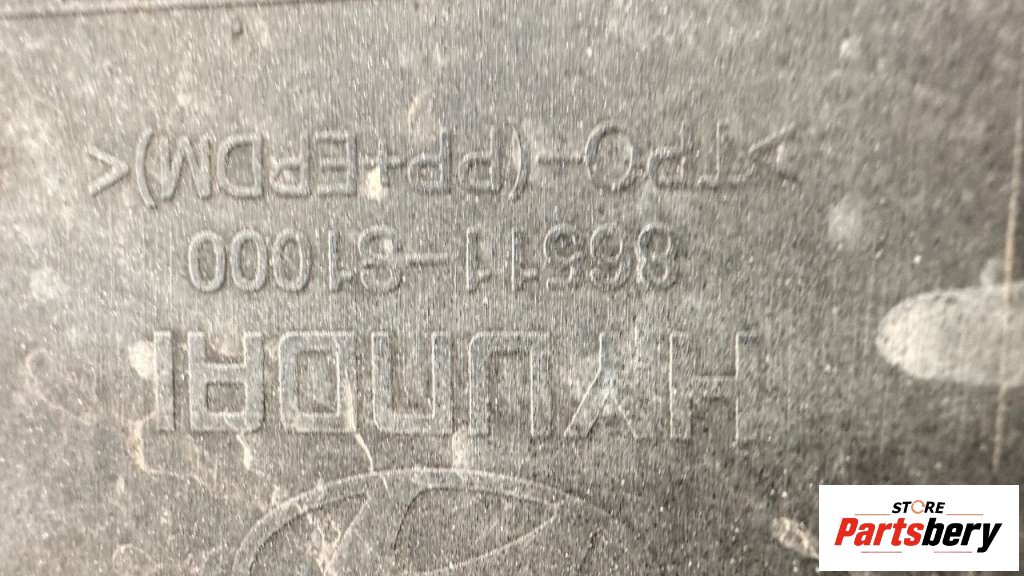 HYUNDAI
86511-S1000
>TPO-(PP+EPDM)<
STORE
Partsbery